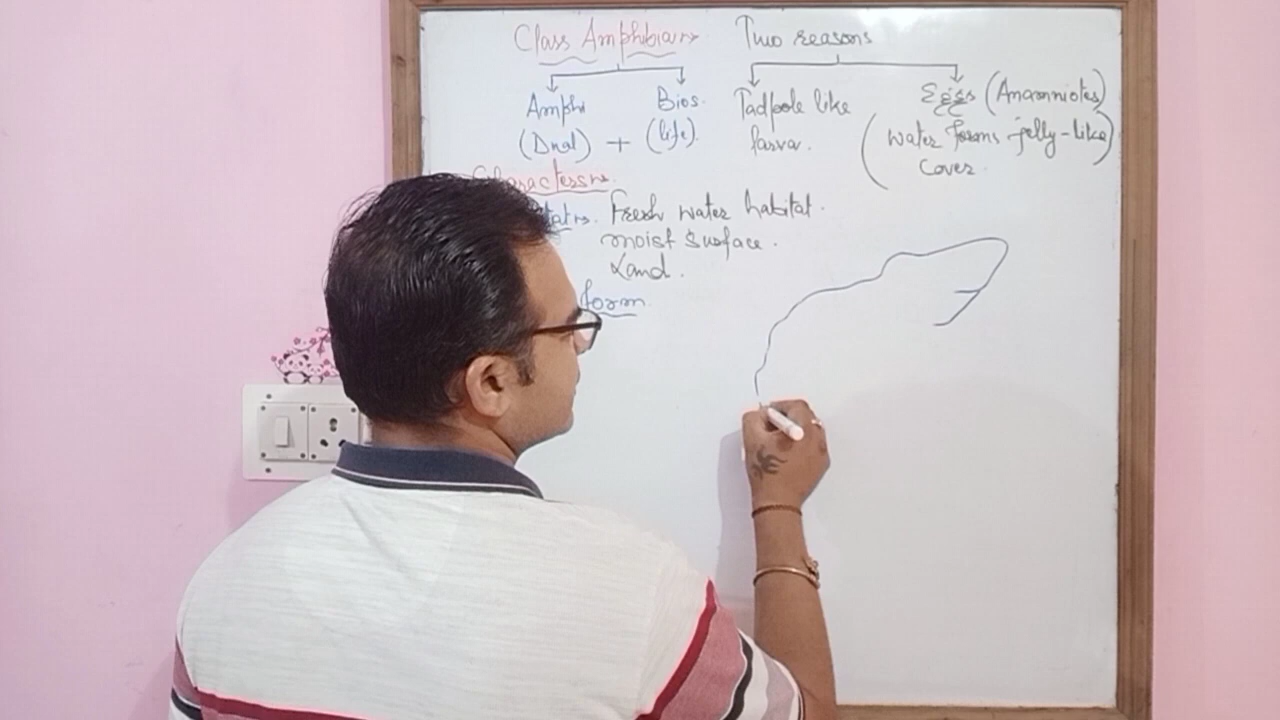 Class Amphibians
Two reasons
Amphi
(Dual) +
Bios.
(life).
Tadpole like
larva.
Eggs (Anamniotes)
(Water forms jelly-like)
Cover.
Characters
Fresh water habitat.
moist surface.
Land.
form